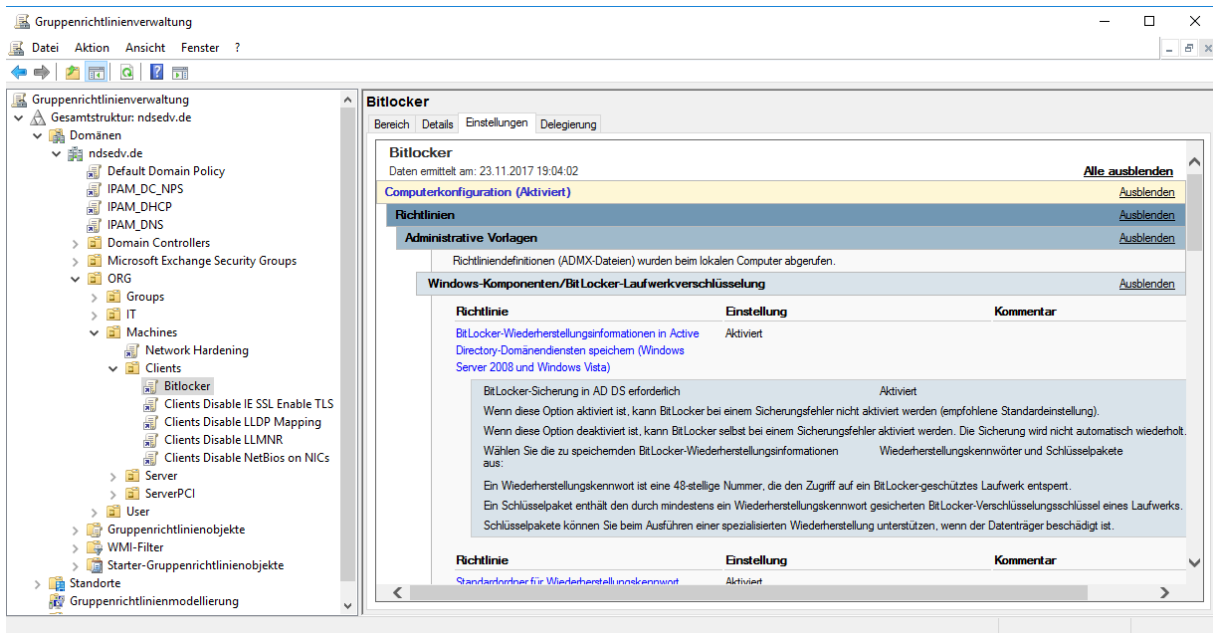 Gruppenrichtlinienverwaltung
Datei Aktion Ansicht Fenster ?
Gruppenrichtlinienverwaltung
Gesamtstruktur: ndsedv.de
Domänen
ndsedv.de
Default Domain Policy
IPAM_DC_NPS
IPAM_DHCP
IPAM_DNS
Domain Controllers
Microsoft Exchange Security Groups
ORG
Groups
IT
Machines
Network Hardening
Clients
Bitlocker
Clients Disable IE SSL Enable TLS
Clients Disable LLDP Mapping
Clients Disable LLMNR
Clients Disable NetBios on NICs
Server
ServerPCI
User
Gruppenrichtlinienobjekte
WMI-Filter
Starter-Gruppenrichtlinienobjekte
Standorte
Gruppenrichtlinienmodellierung
Bitlocker
Bereich Details Einstellungen Delegierung
Bitlocker
Daten ermittelt am: 23.11.2017 19:04:02 Alle ausblenden
Computerkonfiguration (Aktiviert) Ausblenden
Richtlinien Ausblenden
Administrative Vorlagen Ausblenden
Richtliniendefinitionen (ADMX-Dateien) wurden beim lokalen Computer abgerufen.
Windows-Komponenten/BitLocker-Laufwerkverschlüsselung Ausblenden
Richtlinie Einstellung Kommentar
BitLocker-Wiederherstellungsinformationen in Active Aktiviert
Directory-Domänendiensten speichern (Windows
Server 2008 und Windows Vista)
BitLocker-Sicherung in AD DS erforderlich Aktiviert
Wenn diese Option aktiviert ist, kann BitLocker bei einem Sicherungsfehler nicht aktiviert werden (empfohlene Standardeinstellung).
Wenn diese Option deaktiviert ist, kann BitLocker selbst bei einem Sicherungsfehler aktiviert werden. Die Sicherung wird nicht automatisch wiederholt.
Wählen Sie die zu speichernden BitLocker-Wiederherstellungsinformationen Wiederherstellungskennwörter und Schlüsselpakete
aus:
Ein Wiederherstellungskennwort ist eine 48-stellige Nummer, die den Zugriff auf ein BitLocker-geschütztes Laufwerk entsperrt.
Ein Schlüsselpaket enthält den durch mindestens ein Wiederherstellungskennwort gesicherten BitLocker-Verschlüsselungsschlüssel eines Laufwerks.
Schlüsselpakete können Sie beim Ausführen einer spezialisierten Wiederherstellung unterstützen, wenn der Datenträger beschädigt ist.
Richtlinie Einstellung Kommentar
Standardordner für Wiederherstellungskennwort Aktiviert